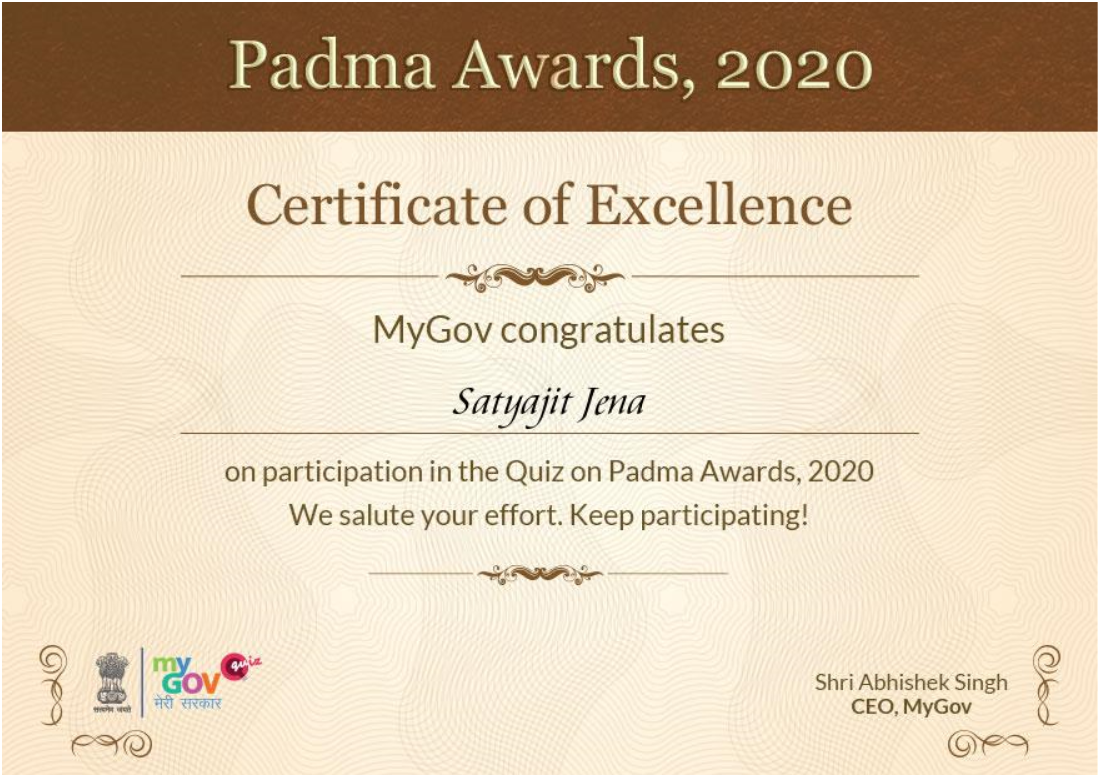 Padma Awards, 2020
Certificate of Excellence
MyGov congratulates
Satyajit Jena
on participation in the Quiz on Padma Awards, 2020
We salute your effort. Keep participating!
सत्यमेव जयते
my
GOV
quiz
मेरी सरकार
Shri Abhishek Singh
CEO, MyGov